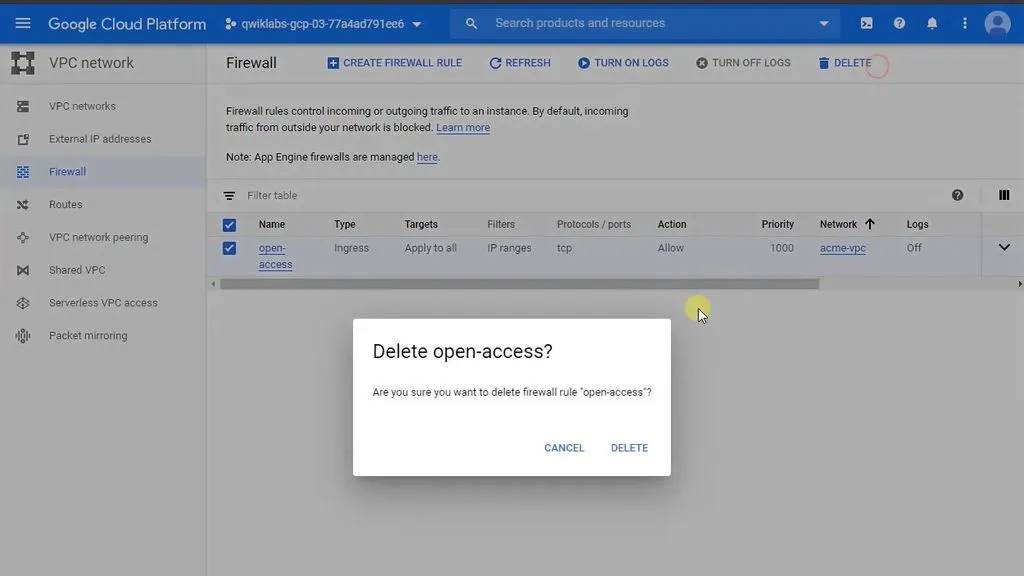 Google Cloud Platform
qwiklabs-gcp-03-77a4ad791ee6
Search products and resources
VPC network
Firewall
CREATE FIREWALL RULE
REFRESH
TURN ON LOGS
TURN OFF LOGS
DELETE
VPC networks
External IP addresses
Firewall
Routes
VPC network peering
Shared VPC
Serverless VPC access
Packet mirroring
Firewall rules control incoming or outgoing traffic to an instance. By default, incoming
traffic from outside your network is blocked. Learn more
Note: App Engine firewalls are managed here.
Filter table
Name Type Targets Filters Protocols / ports Action Priority Network Logs
open- Ingress Apply to all IP ranges tcp Allow 1000 acme-vpc Off
access
Delete open-access?
Are you sure you want to delete firewall rule "open-access"?
CANCEL DELETE